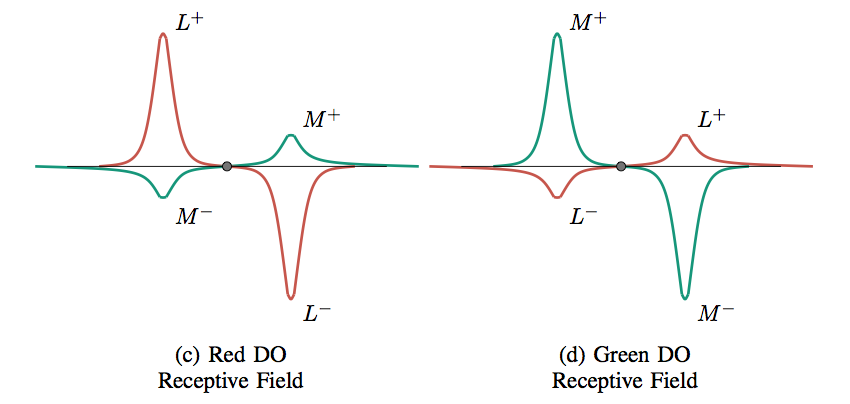 L⁺
M⁺
M⁻
L⁻
(c) Red DO
Receptive Field
M⁺
L⁺
L⁻
M⁻
(d) Green DO
Receptive Field